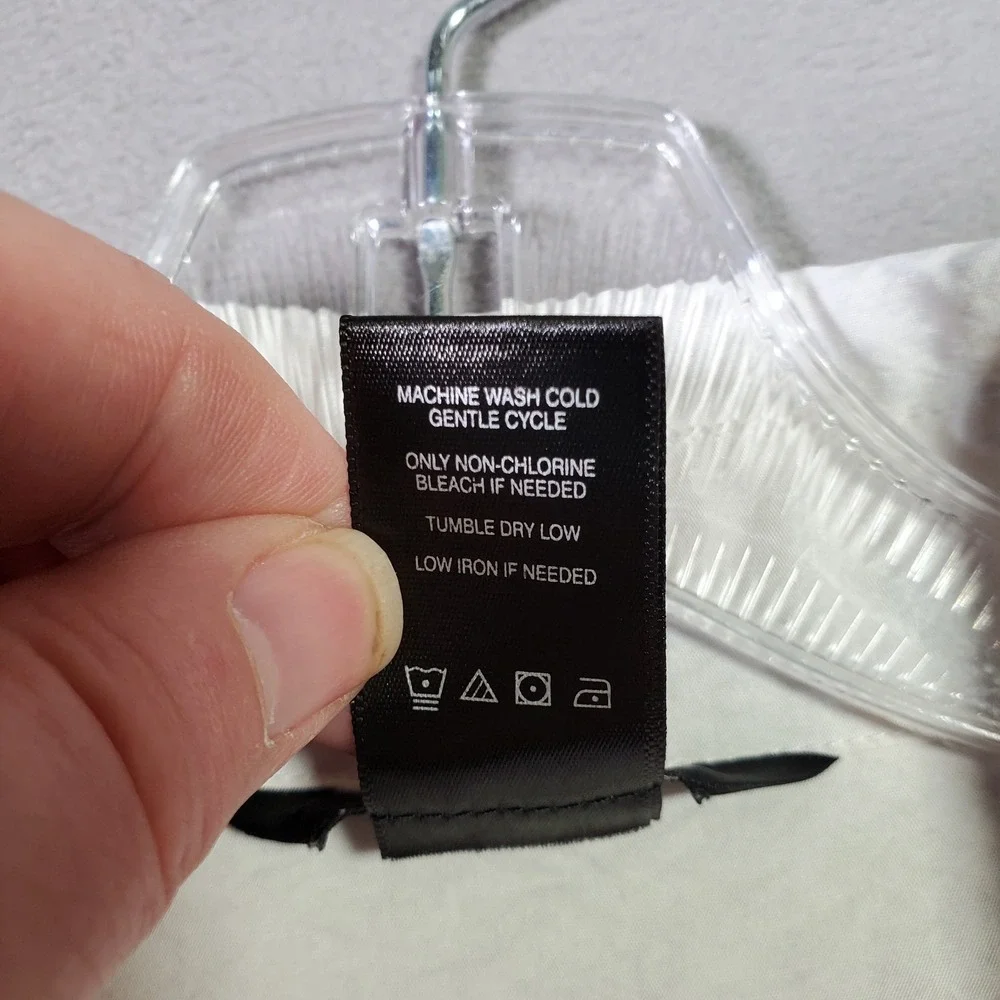 MACHINE WASH COLD
GENTLE CYCLE
ONLY NON-CHLORINE
BLEACH IF NEEDED
TUMBLE DRY LOW
LOW IRON IF NEEDED